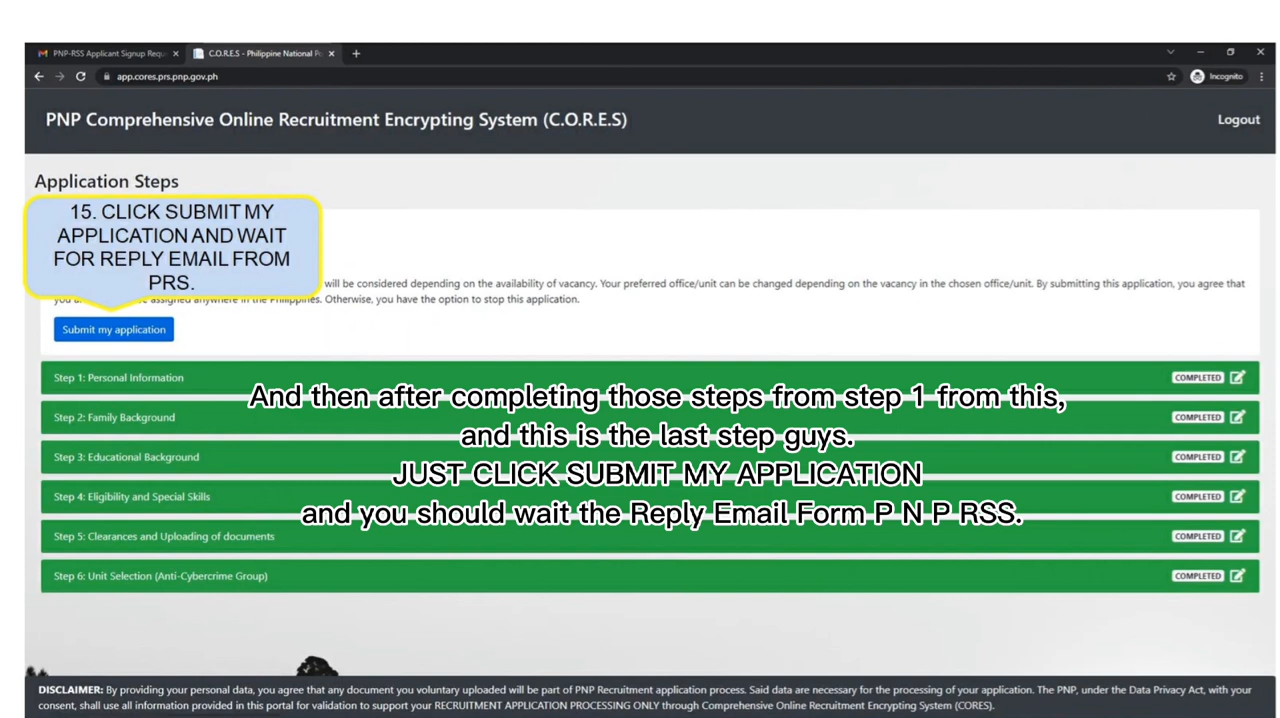 PNP-RSS Applicant Signup Requ
C.O.R.E.S - Philippine National Po
app.cores.prs.pnp.gov.ph
Incognito
PNP Comprehensive Online Recruitment Encrypting System (C.O.R.E.S)
Logout
Application Steps
15. CLICK SUBMIT MY
APPLICATION AND WAIT
FOR REPLY EMAIL FROM
PRS.
will be considered depending on the availability of vacancy. Your preferred office/unit can be changed depending on the vacancy in the chosen office/unit. By submitting this application, you agree that
assigned anywhere in the Philippines. Otherwise, you have the option to stop this application.
Submit my application
Step 1: Personal Information
COMPLETED
And then after completing those steps from step 1 from this,
Step 2: Family Background
COMPLETED
and this is the last step guys.
Step 3: Educational Background
COMPLETED
JUST CLICK SUBMIT MY APPLICATION
Step 4: Eligibility and Special Skills
COMPLETED
and you should wait the Reply Email Form P N P RSS.
Step 5: Clearances and Uploading of documents
COMPLETED
Step 6: Unit Selection (Anti-Cybercrime Group)
COMPLETED
DISCLAIMER: By providing your personal data, you agree that any document you voluntary uploaded will be part of PNP Recruitment application process. Said data are necessary for the processing of your application. The PNP, under the Data Privacy Act, with your
consent, shall use all information provided in this portal for validation to support your RECRUITMENT APPLICATION PROCESSING ONLY through Comprehensive Online Recruitment Encrypting System (CORES).